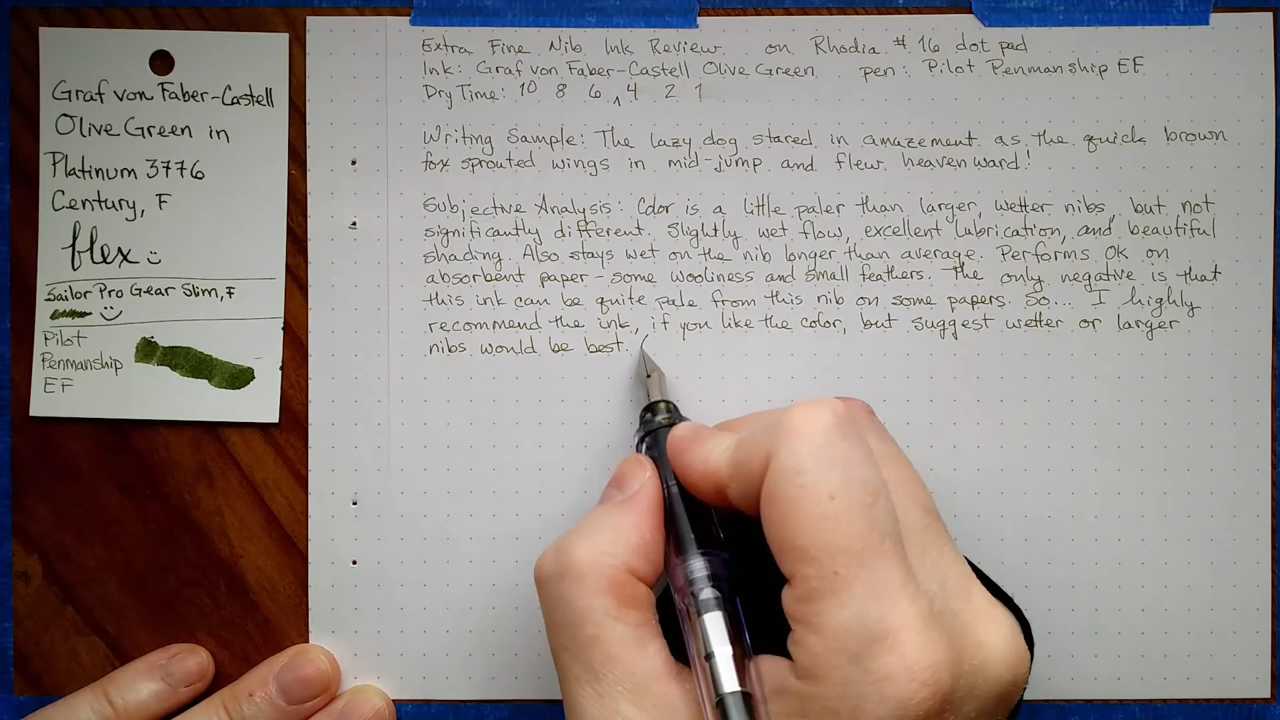 Graf von Faber-Castell
Olive Green in
Platinum 3776
Century, F
flex
Sailor Pro Gear Slim, F
Pilot
Penmanship
EF
Extra Fine Nib Ink Review on Rhodia # 16 dot pad
Ink: Graf von Faber-Castell Olive Green pen: Pilot Penmanship EF
Dry Time: 10 8 6 ^ 4 2 1
Writing Sample: The lazy dog stared in amazement as the quick brown
fox sprouted wings in mid-jump and flew heavenward!
Subjective Analysis: Color is a little paler than larger, wetter nibs, but not
significantly different. Slightly wet flow, excellent lubrication, and beautiful
shading. Also stays wet on the nib longer than average. Performs Ok on
absorbent paper - some wooliness and small feathers. The only negative is that
this ink can be quite pale from this nib on some papers. So... I highly
recommend the ink, if you like the color, but suggest wetter or larger
nibs would be best. (